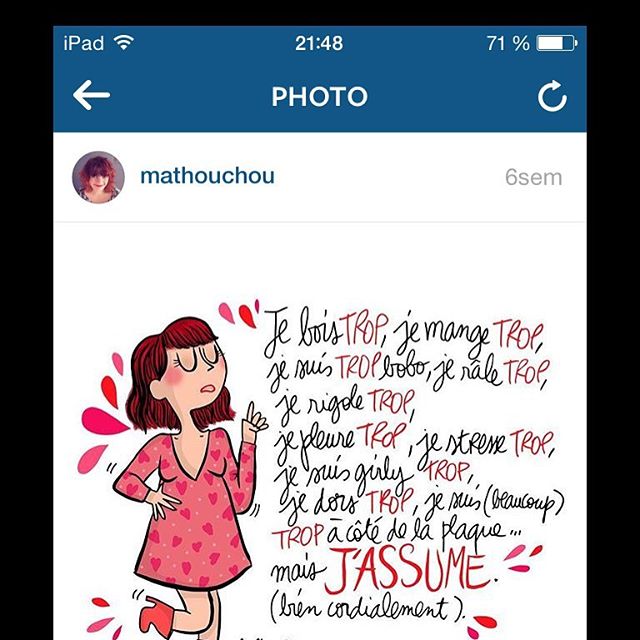 iPad 21:48 71 %
PHOTO
mathouchou 6sem
Je bois TROP, je mange TROP,
je suis TROP bobo, je râle TROP,
je rigole TROP,
je pleure TROP, je stresse TROP,
je suis girly TROP,
je dors TROP, je suis (beaucoup)
TROP à côté de la plaque...
mais J'ASSUME.
(bien cordialement).